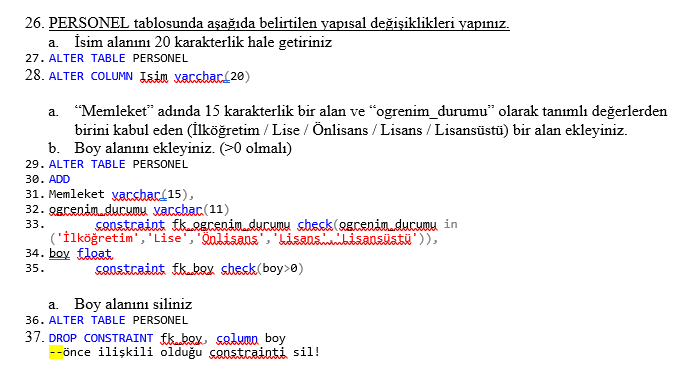 26. PERSONEL tablosunda aşağıda belirtilen yapısal değişiklikleri yapınız.
a. İsim alanını 20 karakterlik hale getiriniz
27. ALTER TABLE PERSONEL
28. ALTER COLUMN Isim varchar(20)
a. “Memleket” adında 15 karakterlik bir alan ve “ogrenim_durumu” olarak tanımlı değerlerden
birini kabul eden (İlköğretim / Lise / Önlisans / Lisans / Lisansüstü) bir alan ekleyiniz.
b. Boy alanını ekleyiniz. (>0 olmalı)
29. ALTER TABLE PERSONEL
30. ADD
31. Memleket varchar(15),
32. ogrenim_durumu varchar(11)
33. constraint fk_ogrenim_durumu check(ogrenim_durumu in
('İlköğretim','Lise','Önlisans','Lisans','Lisansüstü')),
34. boy float
35. constraint fk_boy check(boy>0)
a. Boy alanını siliniz
36. ALTER TABLE PERSONEL
37. DROP CONSTRAINT fk_boy, column boy
--önce ilişkili olduğu constrainti sil!